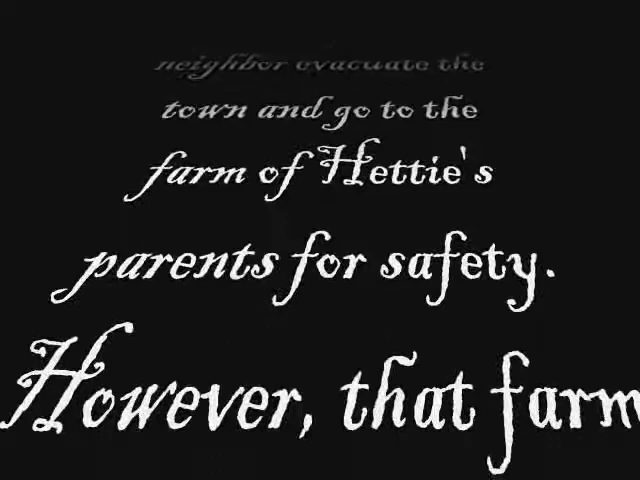 neighbor evacuate the
town and go to the
farm of Hettie's
parents for safety.
However, that farm